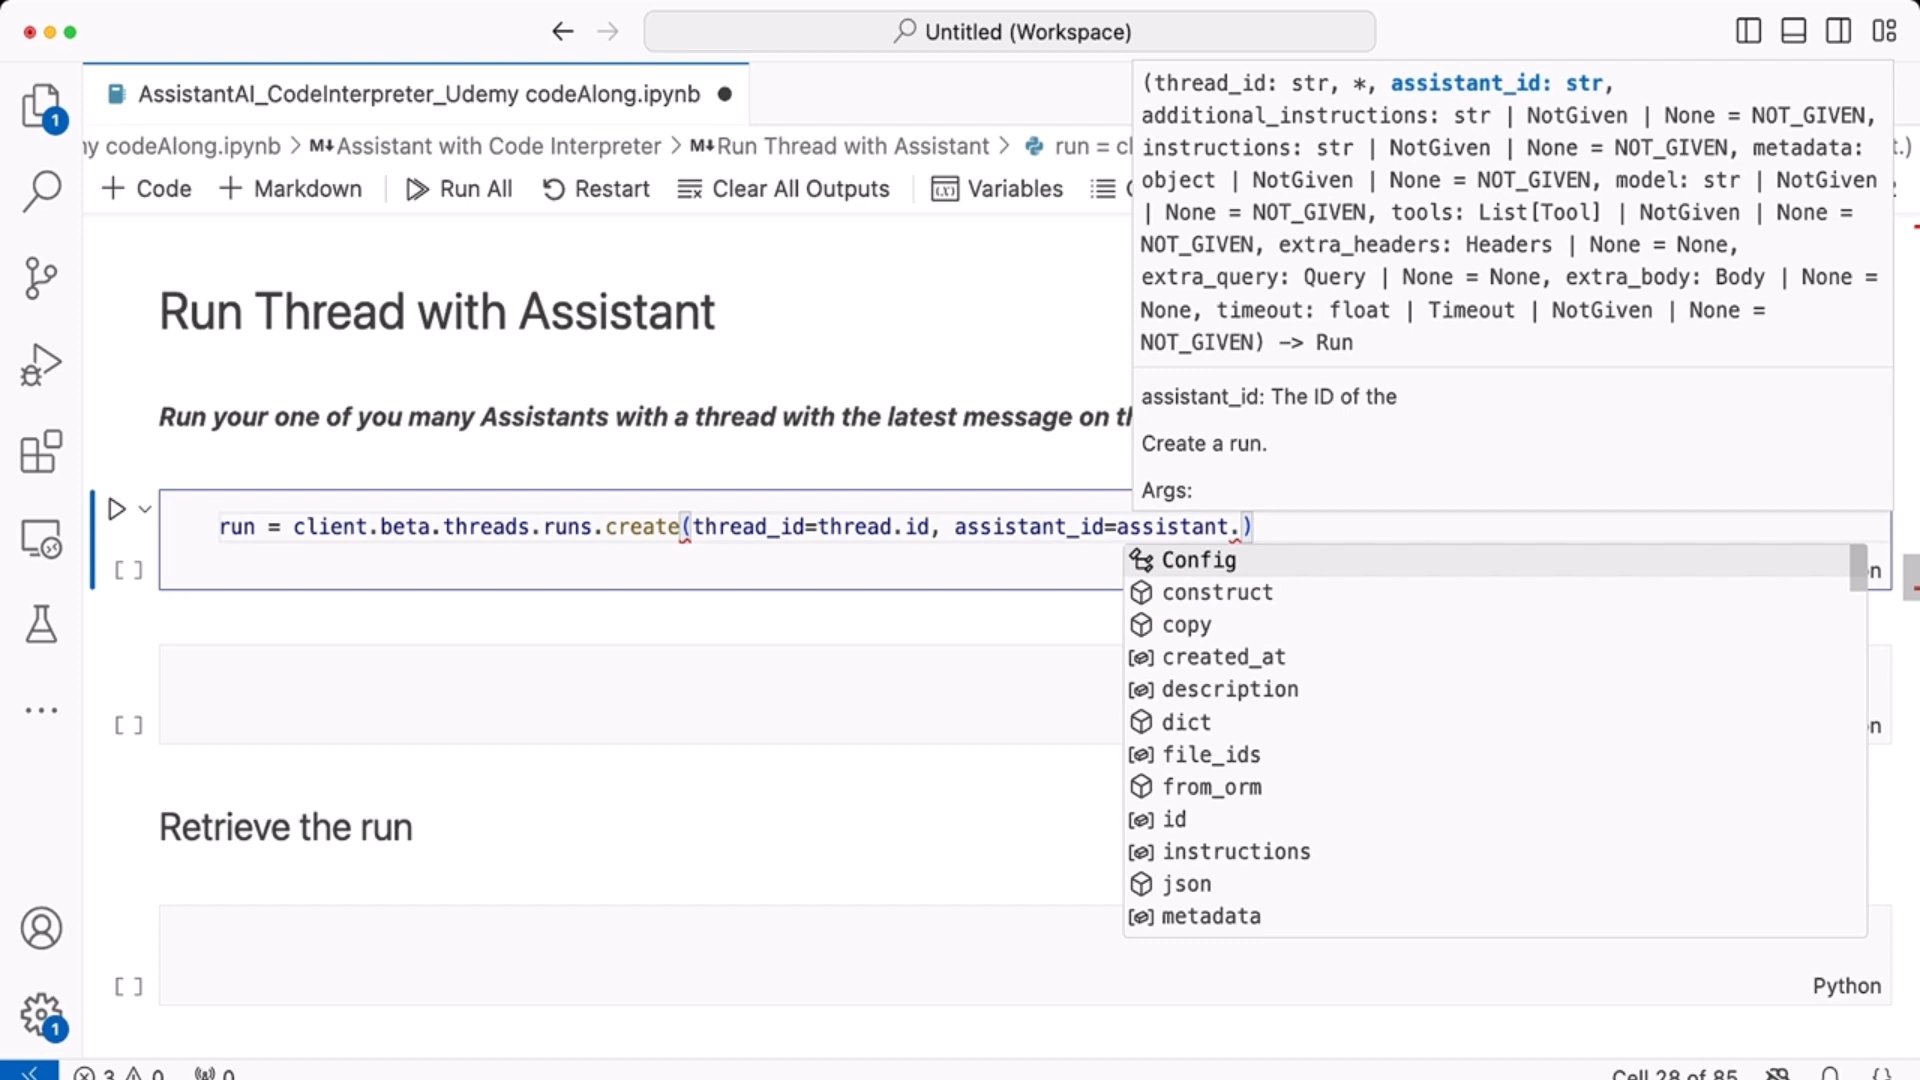 Untitled (Workspace)
AssistantAI_CodeInterpreter_Udemy codeAlong.ipynb
codeAlong.ipynb > M↓Assistant with Code Interpreter > M↓Run Thread with Assistant > run =
+ Code + Markdown Run All Restart Clear All Outputs Variables
(thread_id: str, *, assistant_id: str,
additional_instructions: str | NotGiven | None = NOT_GIVEN,
instructions: str | NotGiven | None = NOT_GIVEN, metadata:
object | NotGiven | None = NOT_GIVEN, model: str | NotGiven
| None = NOT_GIVEN, tools: List[Tool] | NotGiven | None =
NOT_GIVEN, extra_headers: Headers | None = None,
extra_query: Query | None = None, extra_body: Body | None =
None, timeout: float | Timeout | NotGiven | None =
NOT_GIVEN) -> Run
assistant_id: The ID of the
Create a run.
Args:
Run Thread with Assistant
Run your one of you many Assistants with a thread with the latest message on
run = client.beta.threads.runs.create(thread_id=thread.id, assistant_id=assistant.)
[ ]
Config
construct
copy
created_at
description
dict
file_ids
from_orm
id
instructions
json
metadata
[ ]
Retrieve the run
[ ]
Python
1
1
3 0 0
Cell 28 of 85